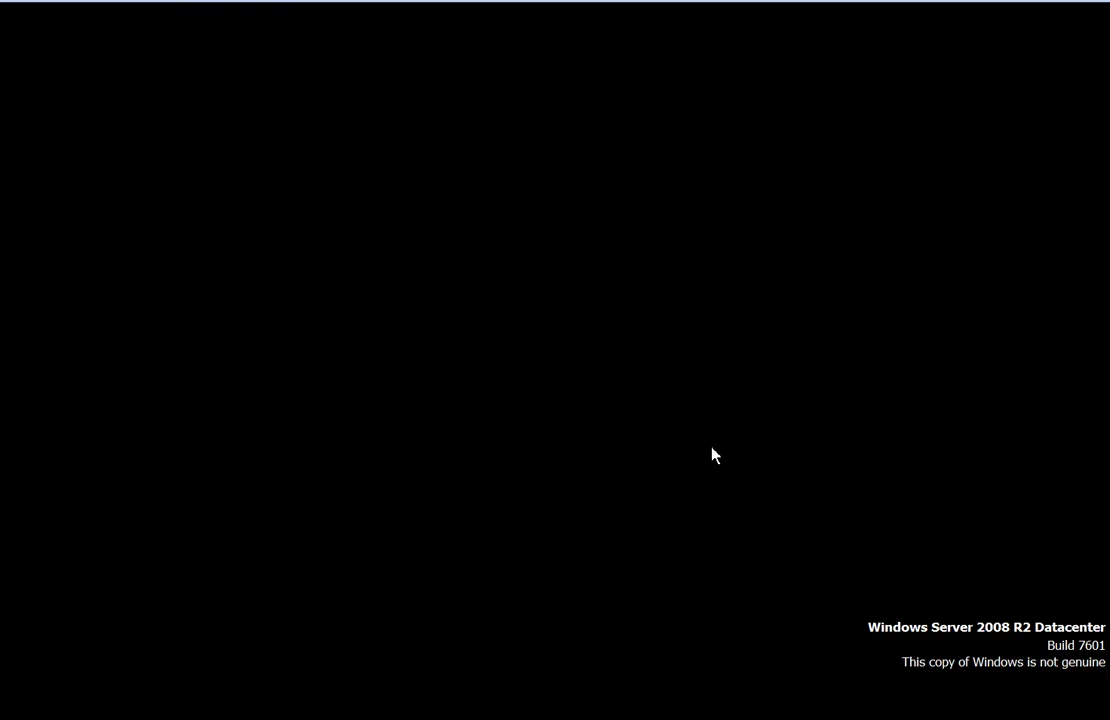 Windows Server 2008 R2 Datacenter
Build 7601
This copy of Windows is not genuine